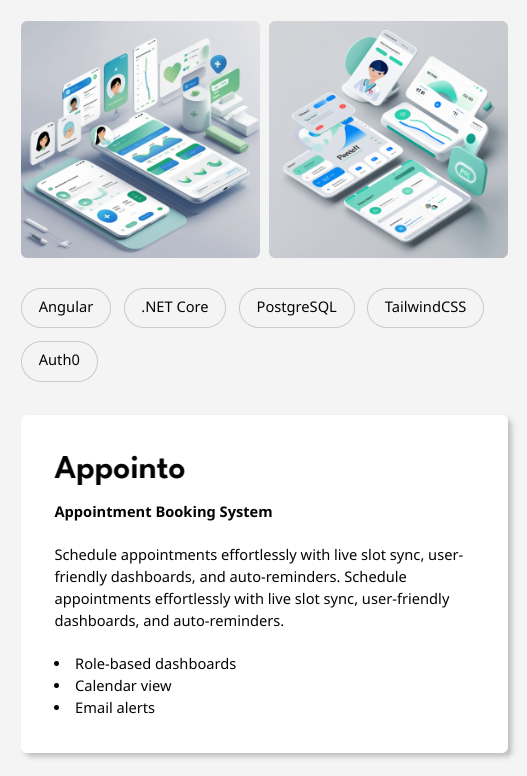 Angular
.NET Core
PostgreSQL
TailwindCSS
Auth0
Appointo
Appointment Booking System
Schedule appointments effortlessly with live slot sync, user-
friendly dashboards, and auto-reminders. Schedule
appointments effortlessly with live slot sync, user-friendly
dashboards, and auto-reminders.
• Role-based dashboards
• Calendar view
• Email alerts